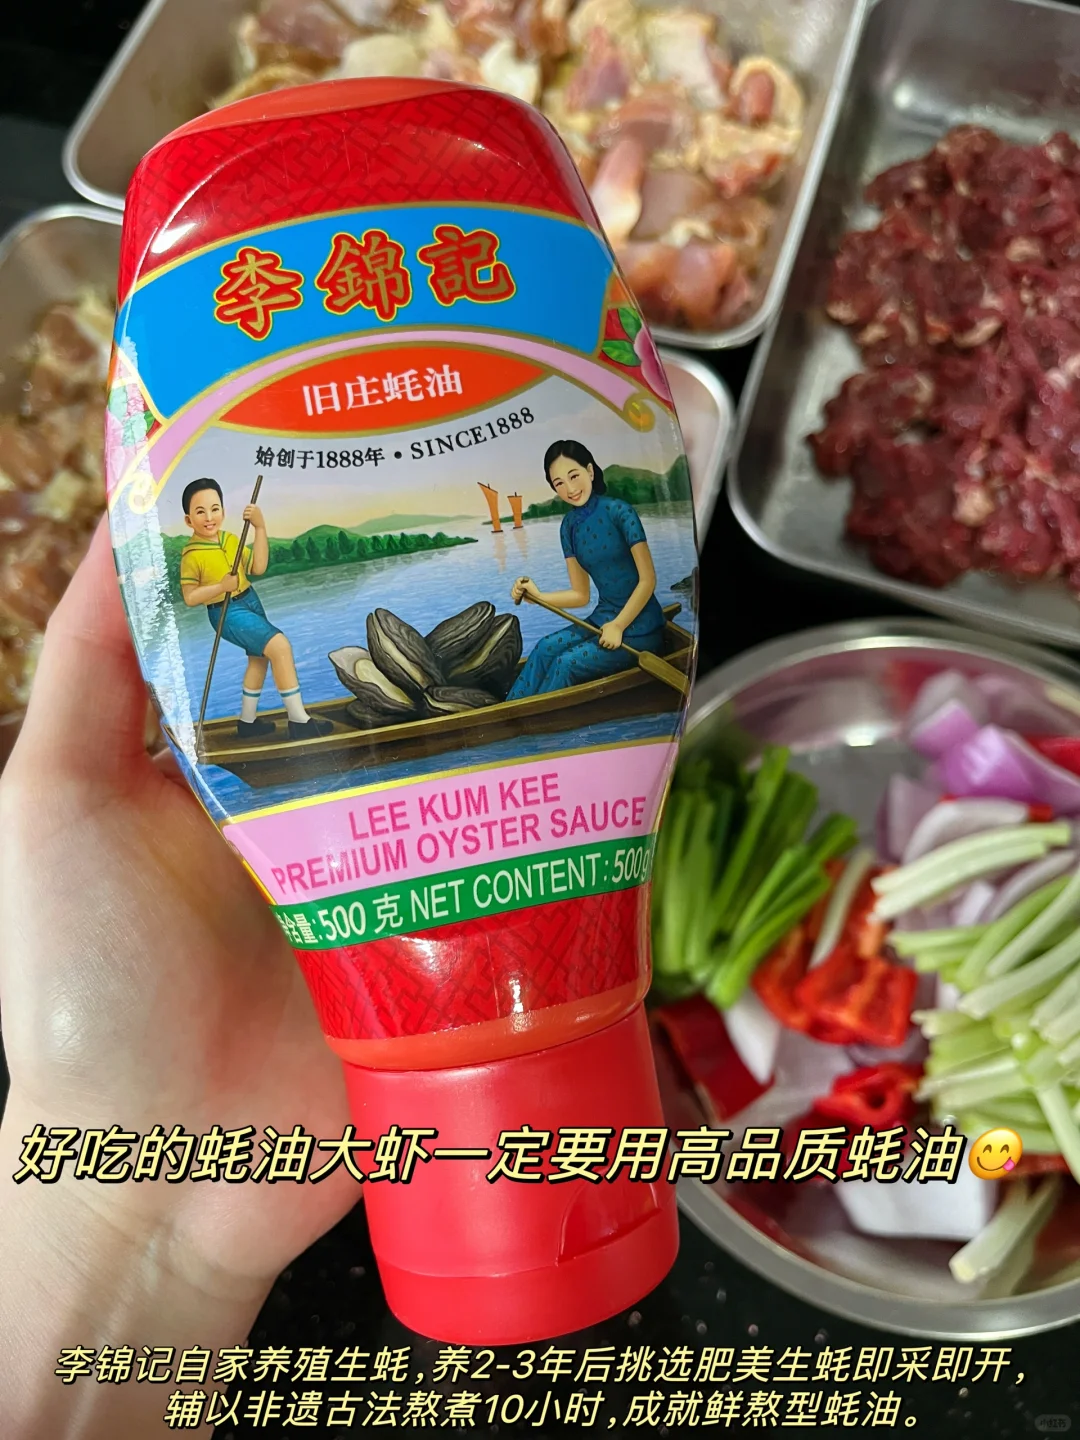 李錦記
旧庄蚝油
始创于1888年•SINCE1888
LEE KUM KEE
PREMIUM OYSTER SAUCE
含量:500 克 NET CONTENT:500g
好吃的蚝油大虾一定要用高品质蚝油😋
李锦记自家养殖生蚝,养2-3年后挑选肥美生蚝即采即开,
辅以非遗古法熬煮10小时,成就鲜熬型蚝油。
小红书